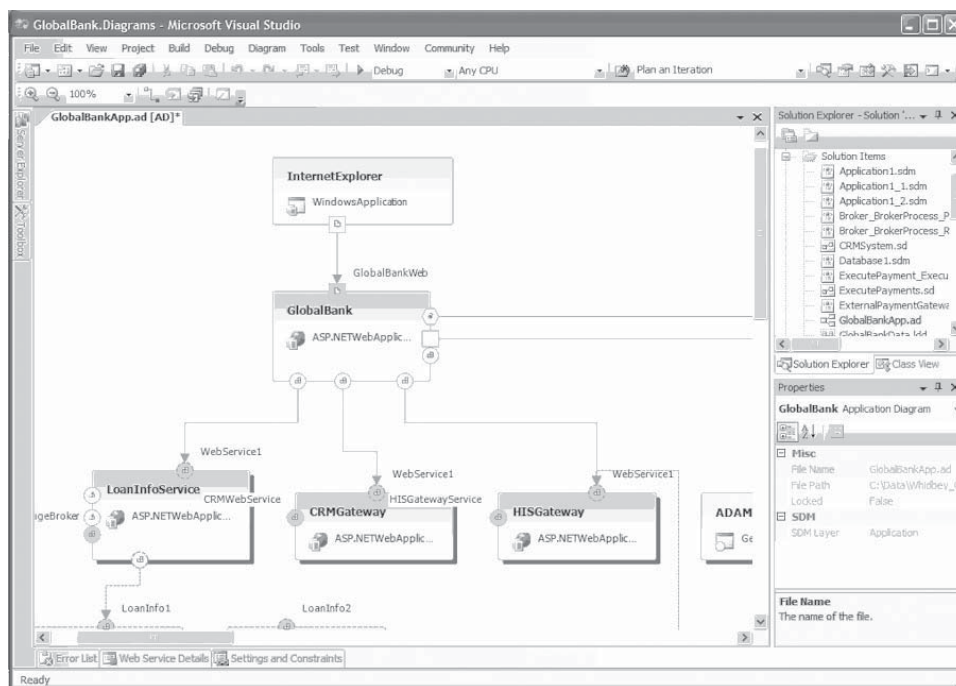 GlobalBank.Diagrams - Microsoft Visual Studio
File Edit View Project Build Debug Diagram Tools Test Window Community Help
Debug Any CPU Plan an Iteration
100%
Server Explorer
Toolbox
GlobalBankApp.ad [AD]*
InternetExplorer
WindowsApplication
GlobalBankWeb
GlobalBank
ASP.NETWebApplic...
WebService1
WebService1
WebService1
LoanInfoService
CRMWebService
HISGatewayService
ageBroker
ASP.NETWebApplic...
CRMGateway
ASP.NETWebApplic...
HISGateway
ASP.NETWebApplic...
ADAM
Ge
LoanInfo1
LoanInfo2
Error List Web Service Details Settings and Constraints
Ready
Solution Explorer - Solution '...
Solution Items
Application1.sdm
Application1_1.sdm
Application1_2.sdm
Broker_BrokerProcess_P
Broker_BrokerProcess_R
CRMSystem.sd
Database1.sdm
ExecutePayment_Execu
ExecutePayments.sd
ExternalPaymentGatewa
GlobalBankApp.ad
GlobalBankData.ldd
Solution Explorer Class View
Properties
GlobalBank Application Diagram
Misc
File Name GlobalBankApp.ad
File Path C:\Data\Whidbey_
Locked False
SDM
SDM Layer Application
File Name
The name of the file.